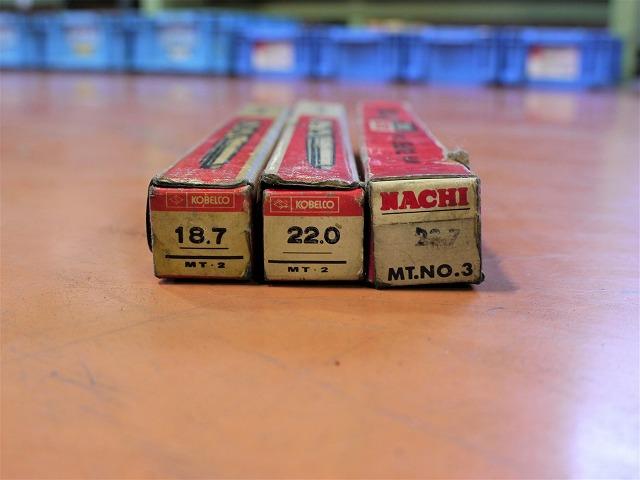 KOBELCO
18.7
MT-2
KOBELCO
22.0
MT-2
NACHI
MT.NO.3